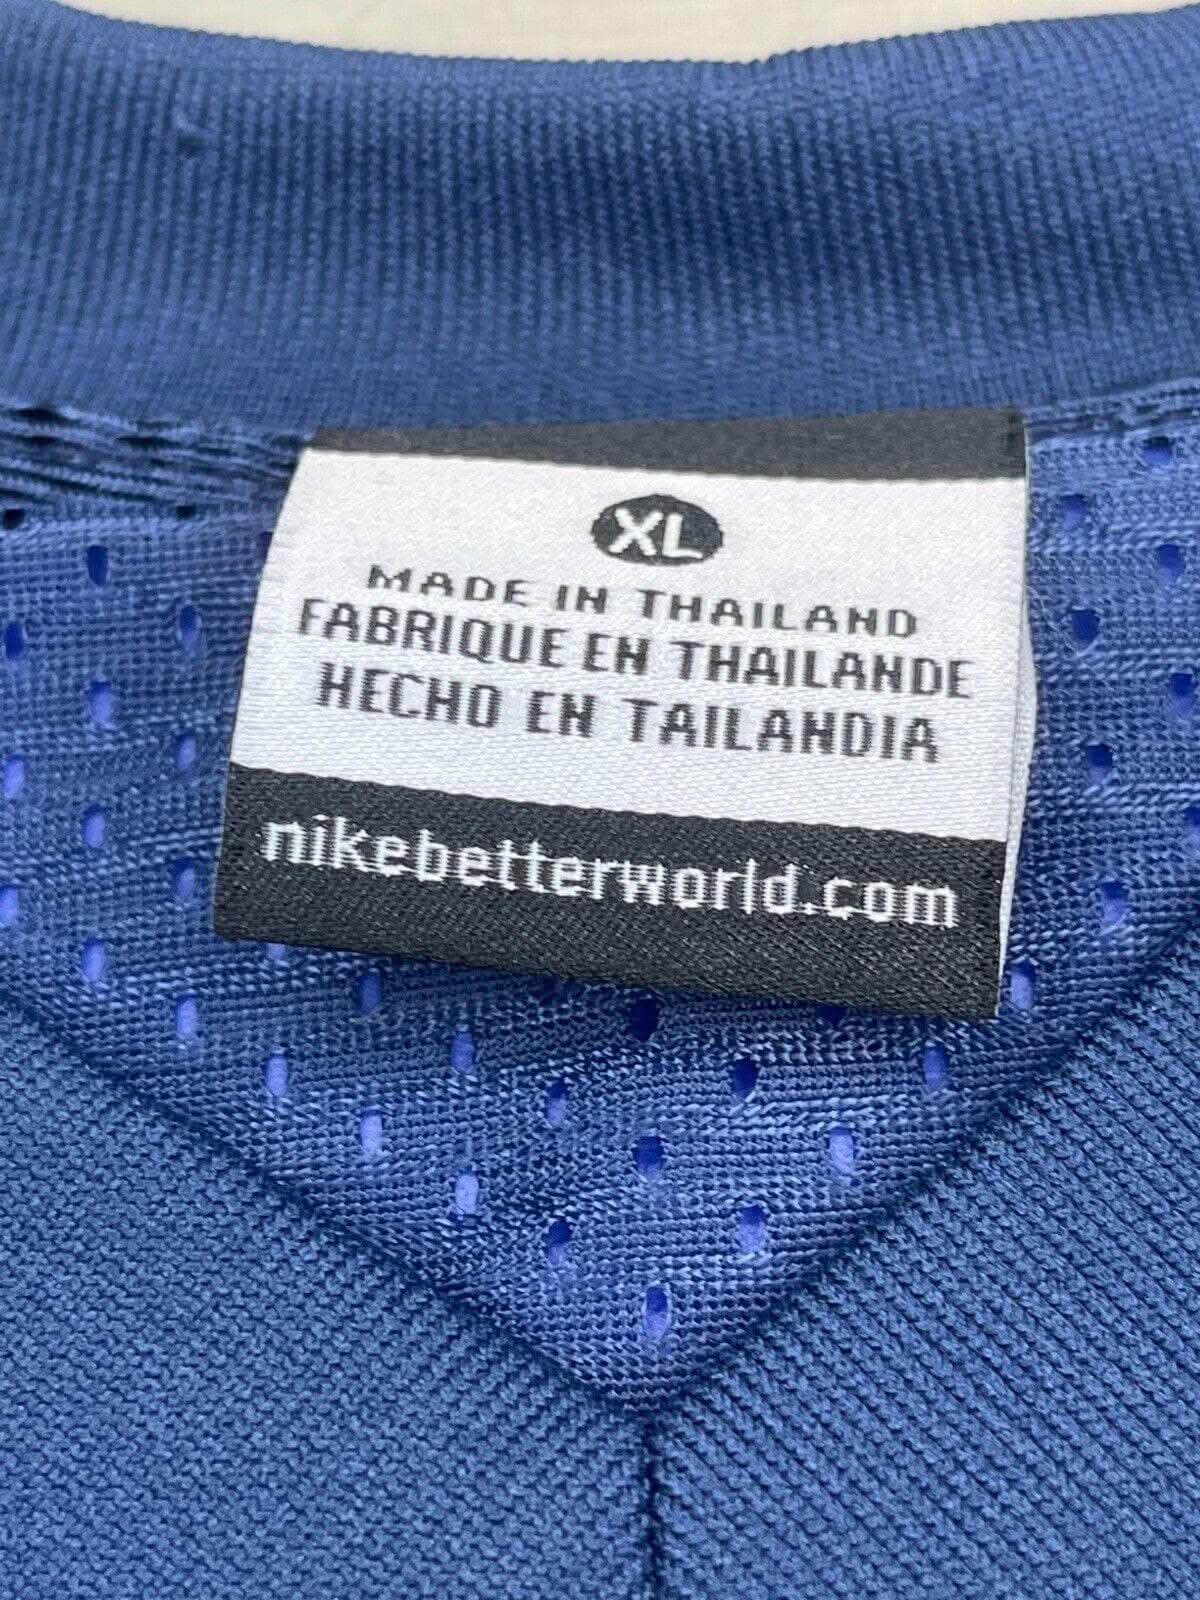 XL
MADE IN THAILAND
FABRIQUE EN THAILANDE
HECHO EN TAILANDIA
nikebetterworld.com